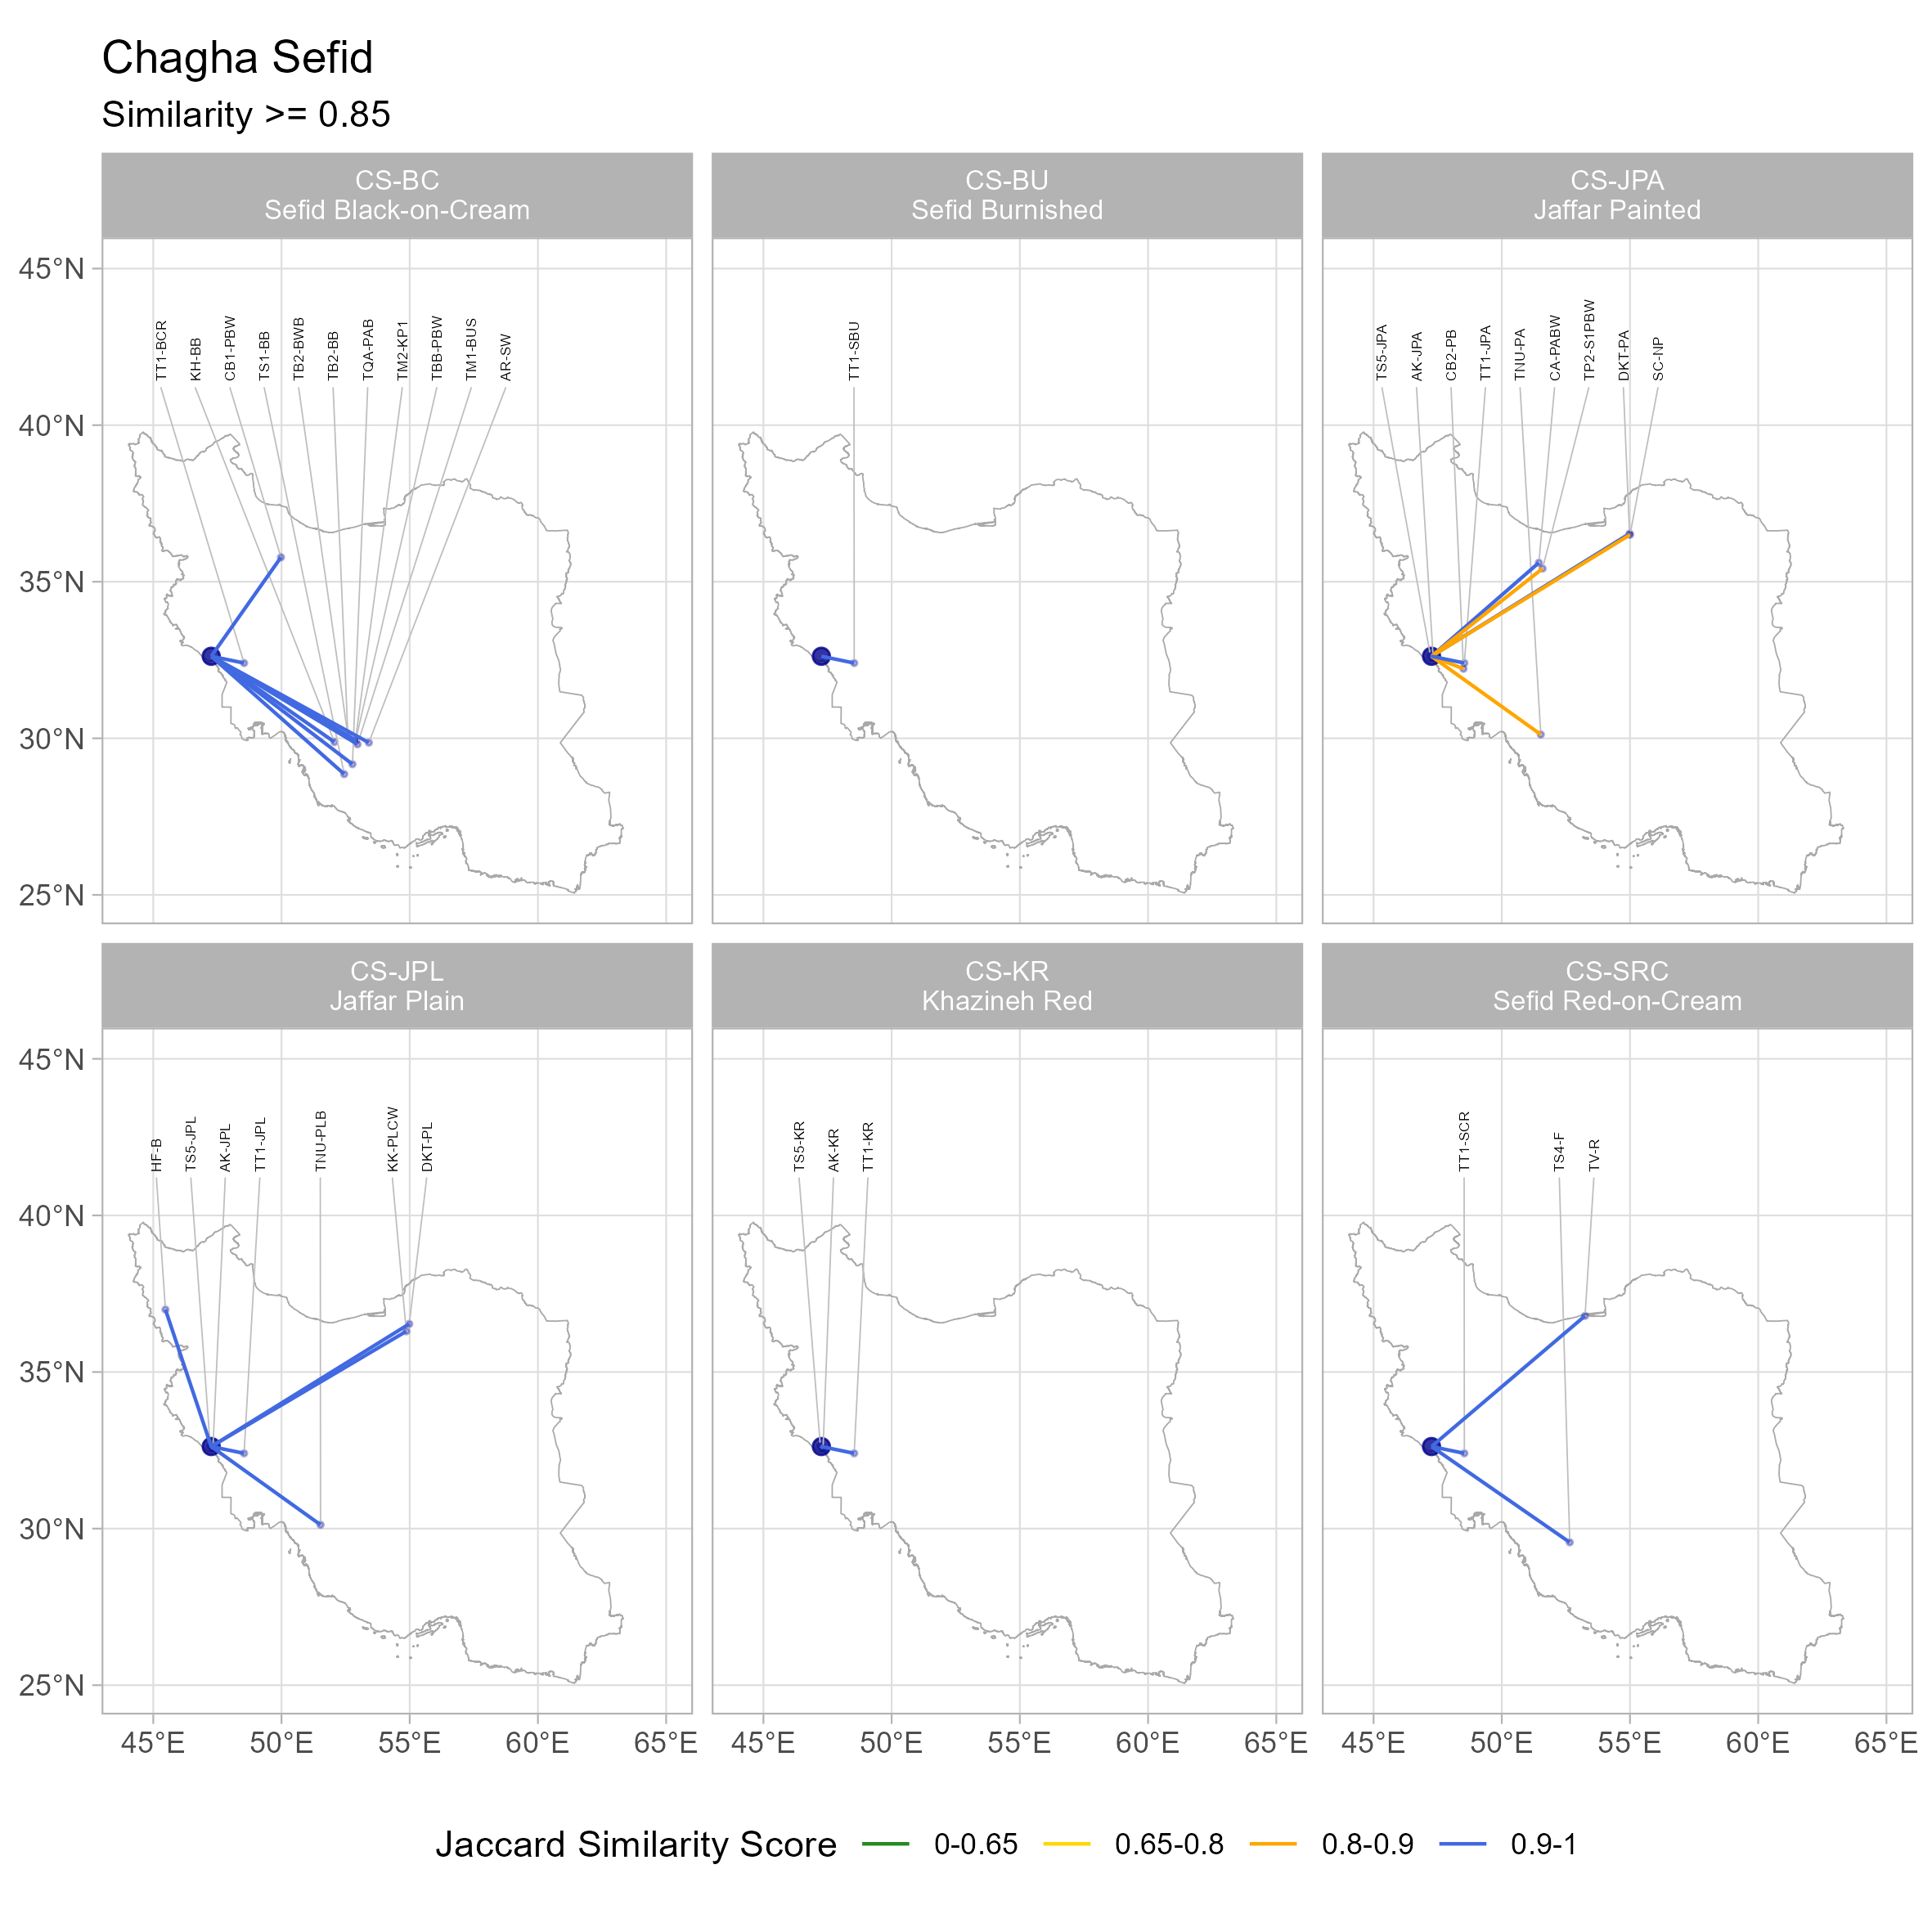 Chagha Sefid
Similarity >= 0.85
CS-BC
Sefid Black-on-Cream
CS-BU
Sefid Burnished
CS-JPA
Jaffar Painted
45°N
40°N
35°N
30°N
25°N
TT1-BCR
KH-BB
CB1-PBW
TS1-BB
TB2-BWB
TB2-BB
TQA-PAB
TM2-KP1
TBB-PBW
TM1-BUS
AR-SW
TT1-SBU
TS5-JPA
AK-JPA
CB2-PB
TT1-JPA
TNU-PA
CA-PABW
TP2-S1PBW
DKT-PA
SC-NP
CS-JPL
Jaffar Plain
CS-KR
Khazineh Red
CS-SRC
Sefid Red-on-Cream
45°N
40°N
35°N
30°N
25°N
HF-B
TS5-JPL
AK-JPL
TT1-JPL
TNU-PLB
KK-PLCW
DKT-PL
TS5-KR
AK-KR
TT1-KR
TT1-SCR
TS4-F
TV-R
45°E 50°E 55°E 60°E 65°E 45°E 50°E 55°E 60°E 65°E 45°E 50°E 55°E 60°E 65°E
Jaccard Similarity Score 0-0.65 0.65-0.8 0.8-0.9 0.9-1